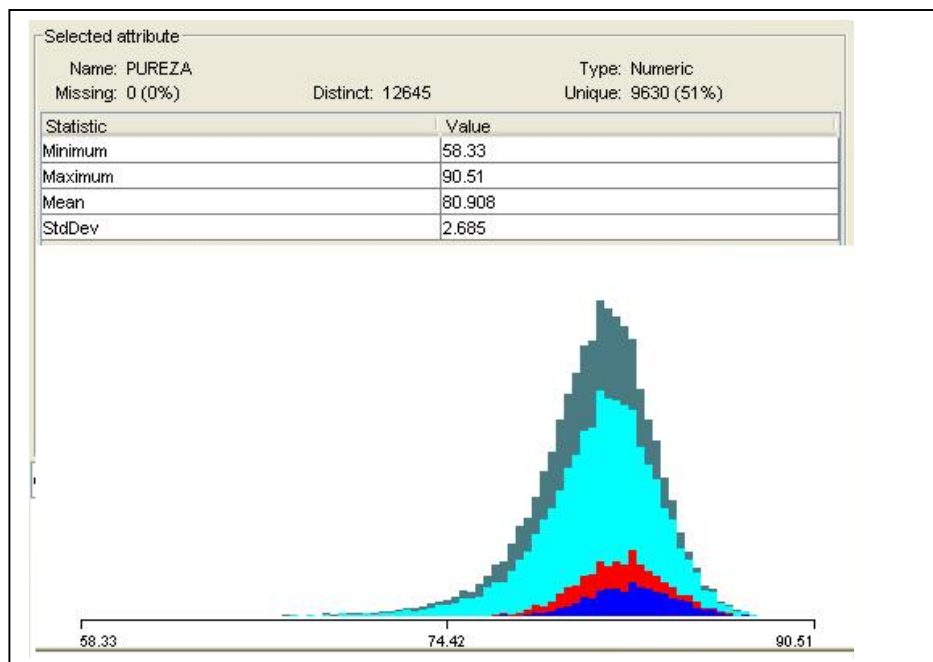 Selected attribute
Name: PUREZA Type: Numeric
Missing: 0 (0%) Distinct: 12645 Unique: 9630 (51%)
Statistic Value
Minimum 58.33
Maximum 90.51
Mean 80.908
StdDev 2.685
58.33 74.42 90.51